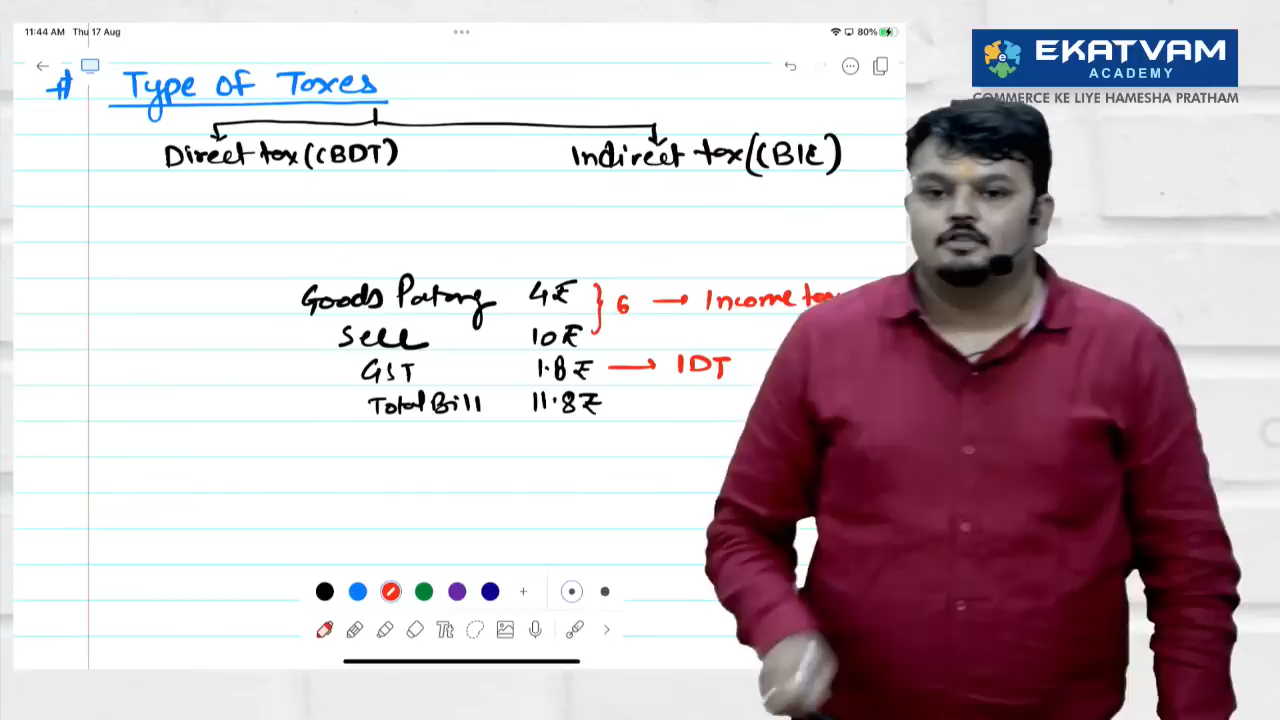 11:44 AM Thu 17 Aug
80%
EKATVAM
ACADEMY
COMMERCE KE LIYE HAMESHA PRATHAM
# Type of Taxes
Direct tax (CBDT)
Indirect tax (CBIC)
Goods Patang 4₹ } 6 → Income tax
Sell 10₹
GST 1.8₹ → IDT
Total Bill 11.8₹
Tt